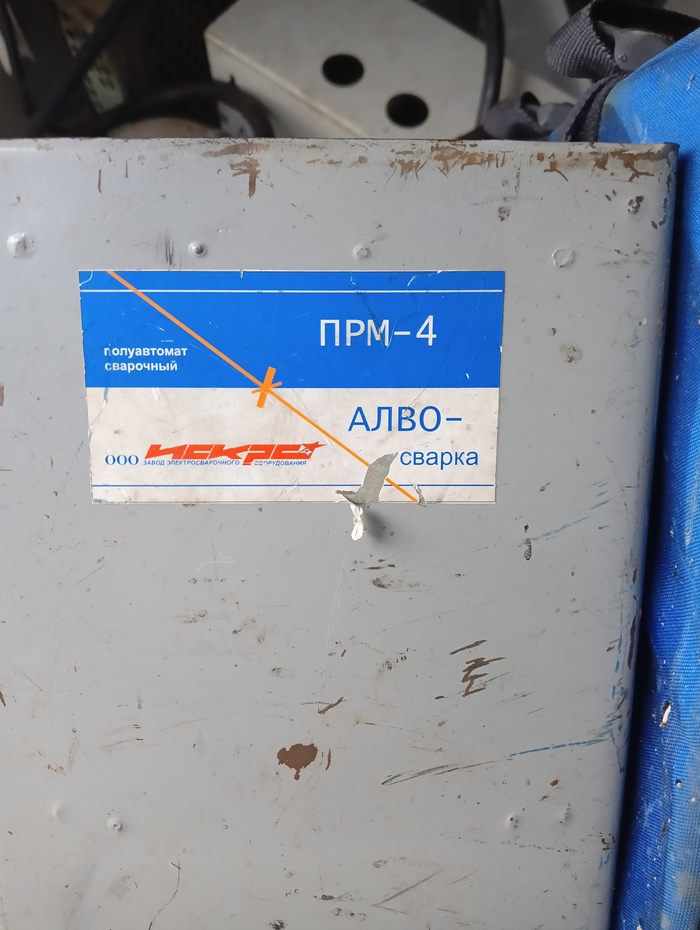 ПРМ-4
полуавтомат
сварочный
АЛВО-
сварка
ООО ИСКРА
ЗАВОД ЭЛЕКТРОСВАРОЧНОГО ОБОРУДОВАНИЯ